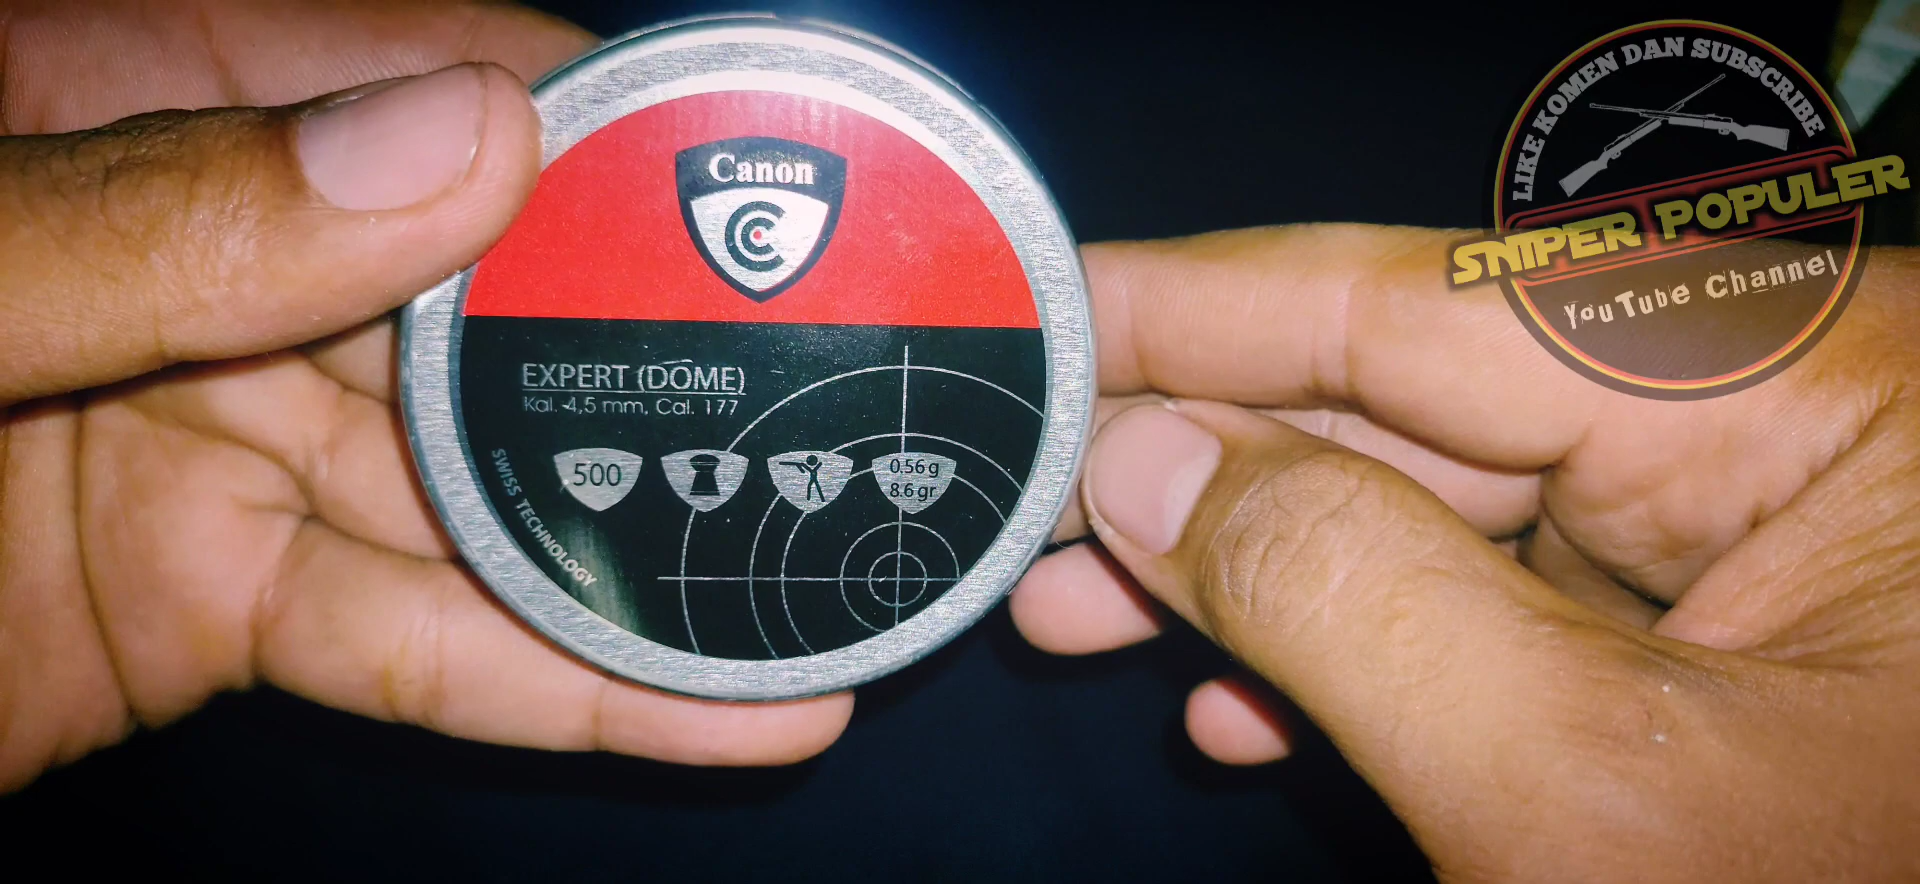 Canon
EXPERT (DOME)
Kal. 4,5 mm, Cal. 177
500
0.56g
8.6 gr
SWISS TECHNOLOGY
LIKE KOMEN DAN SUBSCRIBE
SNIPER POPULER
YouTube Channel